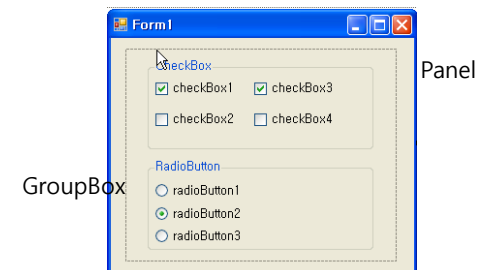 Form1
CheckBox
checkBox1 checkBox3
checkBox2 checkBox4
Panel
RadioButton
GroupBox
radioButton1
radioButton2
radioButton3